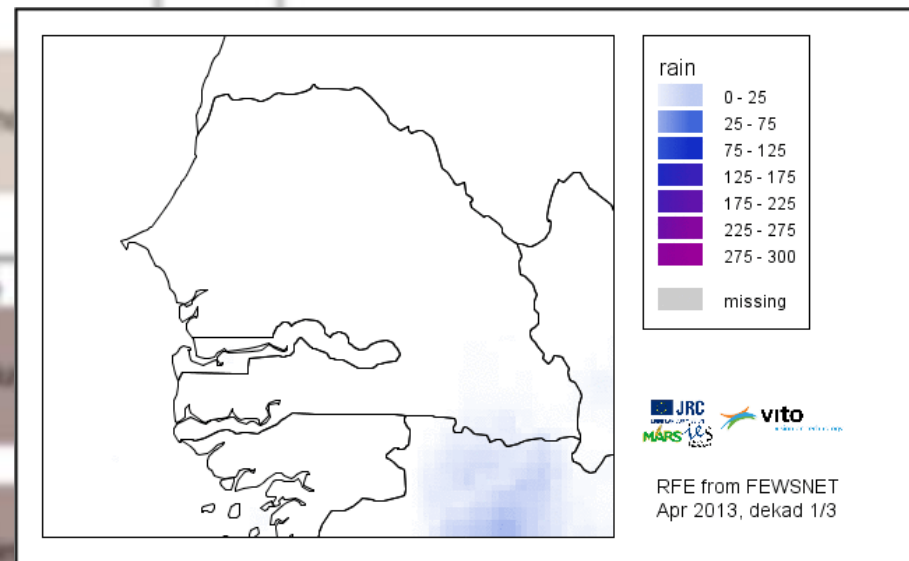 rain
0 - 25
25 - 75
75 - 125
125 - 175
175 - 225
225 - 275
275 - 300
missing
JRC
MARS
ies
vito
RFE from FEWSNET
Apr 2013, dekad 1/3